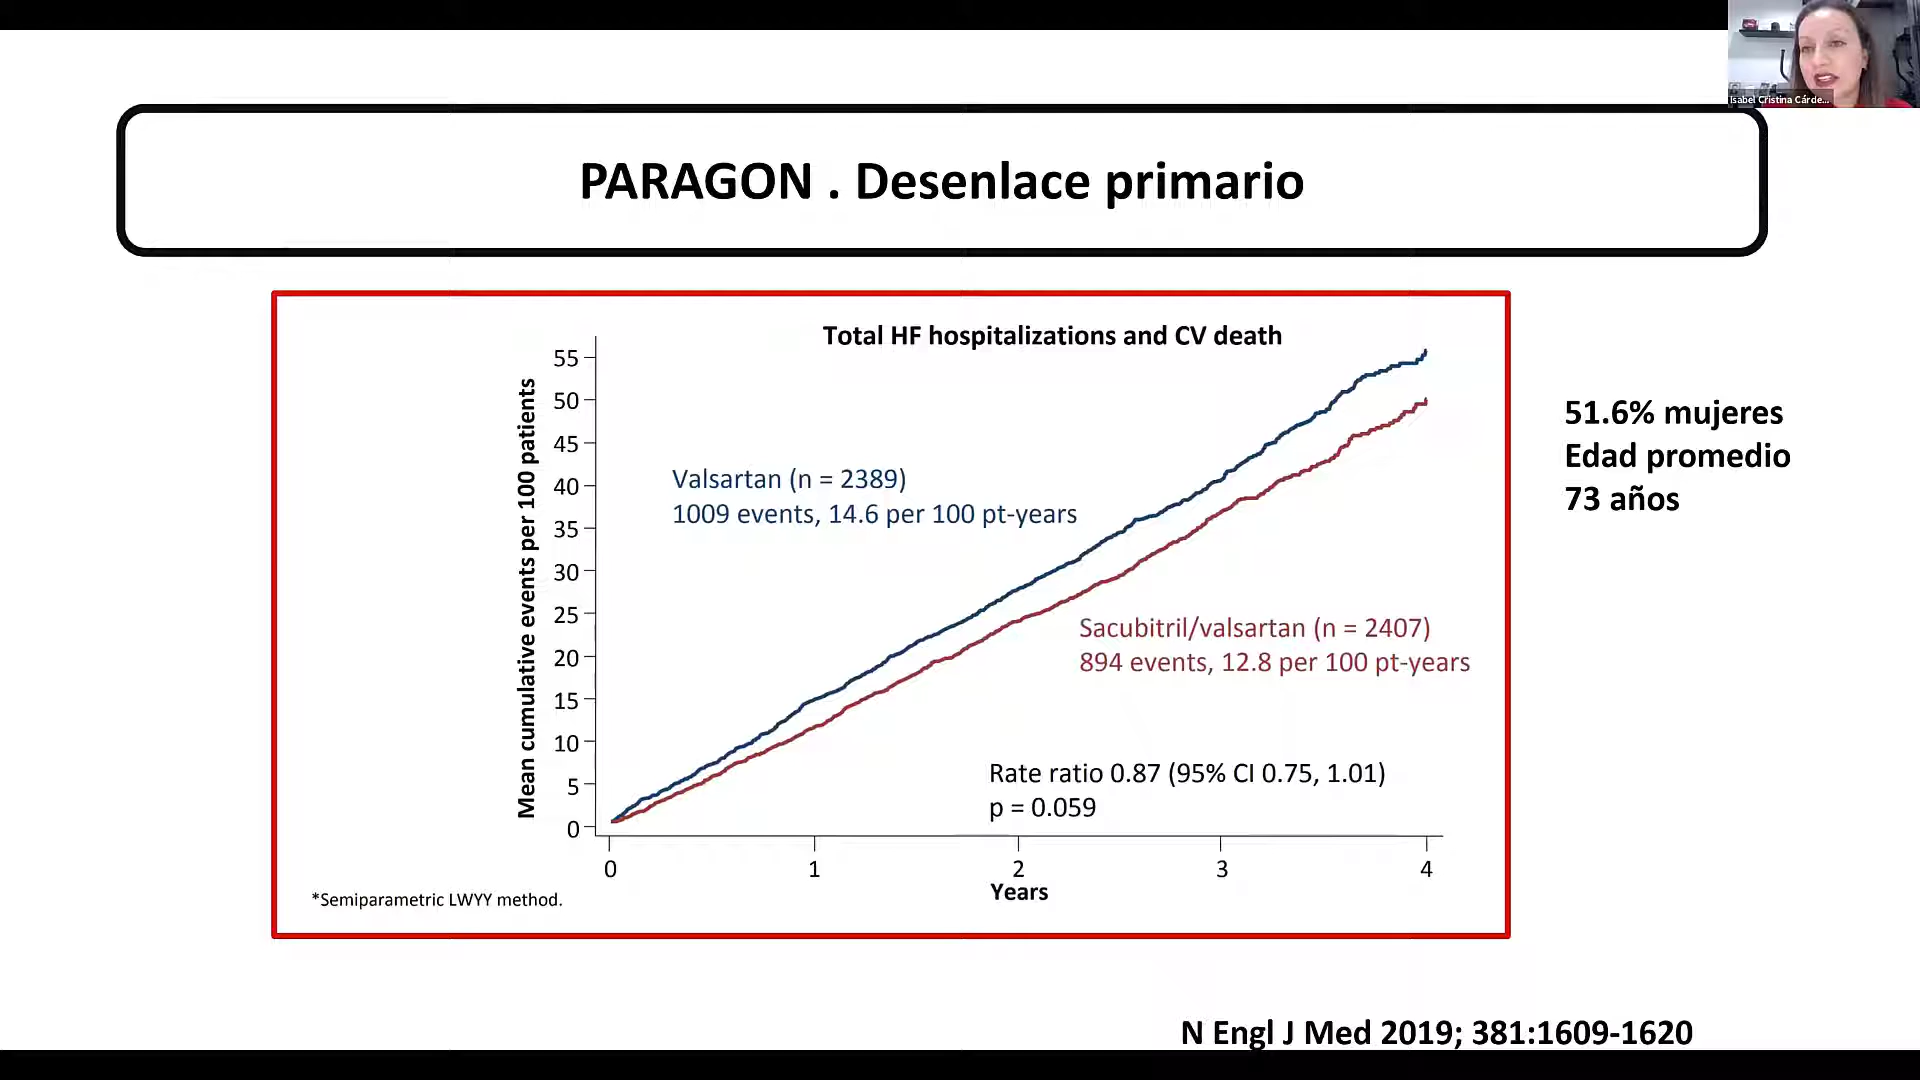 Isabel Cristina Cárde...
PARAGON . Desenlace primario
Total HF hospitalizations and CV death
Mean cumulative events per 100 patients
55
50
45
40
35
30
25
20
15
10
5
0
Valsartan (n = 2389)
1009 events, 14.6 per 100 pt-years
Sacubitril/valsartan (n = 2407)
894 events, 12.8 per 100 pt-years
Rate ratio 0.87 (95% CI 0.75, 1.01)
p = 0.059
0 1 2 3 4
Years
*Semiparametric LWYY method.
51.6% mujeres
Edad promedio
73 años
N Engl J Med 2019; 381:1609-1620